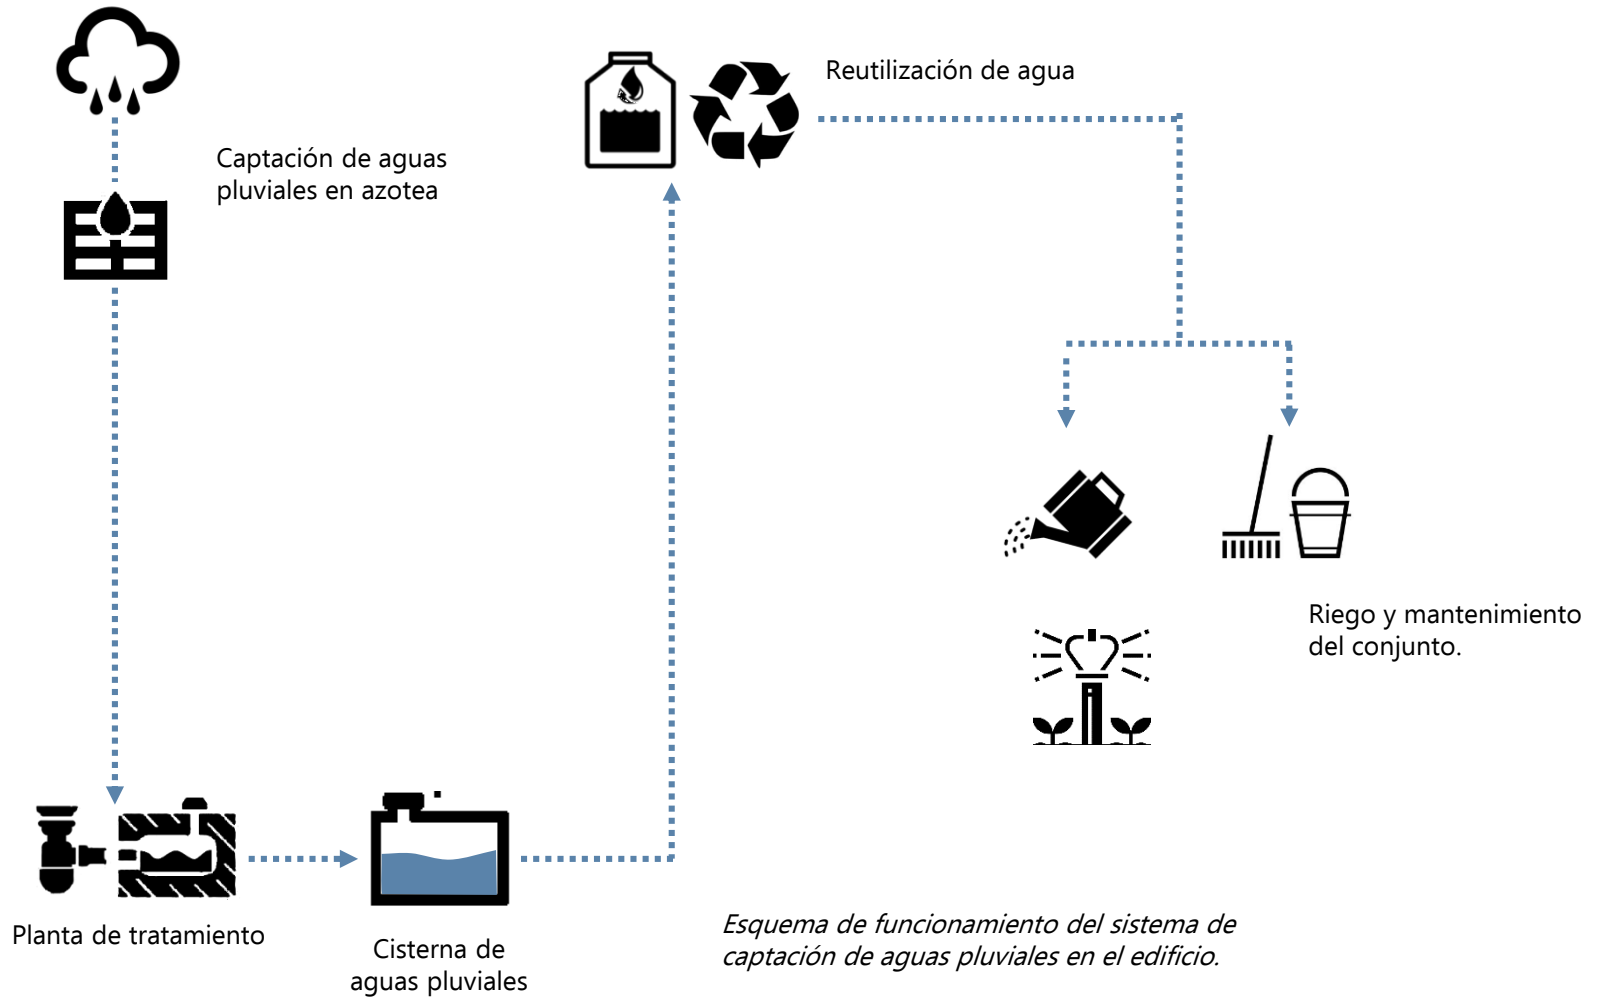 Reutilización de agua
Captación de aguas
pluviales en azotea
Riego y mantenimiento
del conjunto.
Planta de tratamiento
Cisterna de
aguas pluviales
Esquema de funcionamiento del sistema de
captación de aguas pluviales en el edificio.